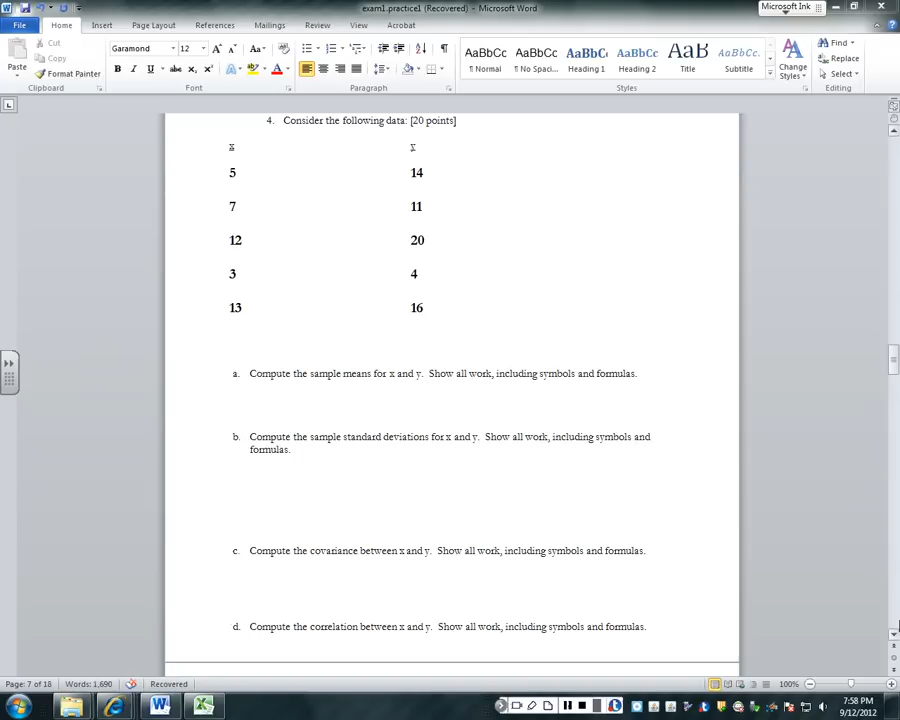 exam1.practice1 (Recovered) - Microsoft Word
Microsoft Ink
File Home Insert Page Layout References Mailings Review View Acrobat
Cut
Copy
Paste
Format Painter
Clipboard
Garamond 12
Font
Paragraph
AaBbCc AaBbCc AaBbCc AaBbCc AaB AaBbCc.
¶ Normal ¶ No Spaci... Heading 1 Heading 2 Title Subtitle
Change Styles
Styles
Find
Replace
Select
Editing
4. Consider the following data: [20 points]
x y
5 14
7 11
12 20
3 4
13 16
a. Compute the sample means for x and y. Show all work, including symbols and formulas.
b. Compute the sample standard deviations for x and y. Show all work, including symbols and
formulas.
c. Compute the covariance between x and y. Show all work, including symbols and formulas.
d. Compute the correlation between x and y. Show all work, including symbols and formulas.
Page: 7 of 18 Words: 1,690 Recovered 100%
7:58 PM
9/12/2012